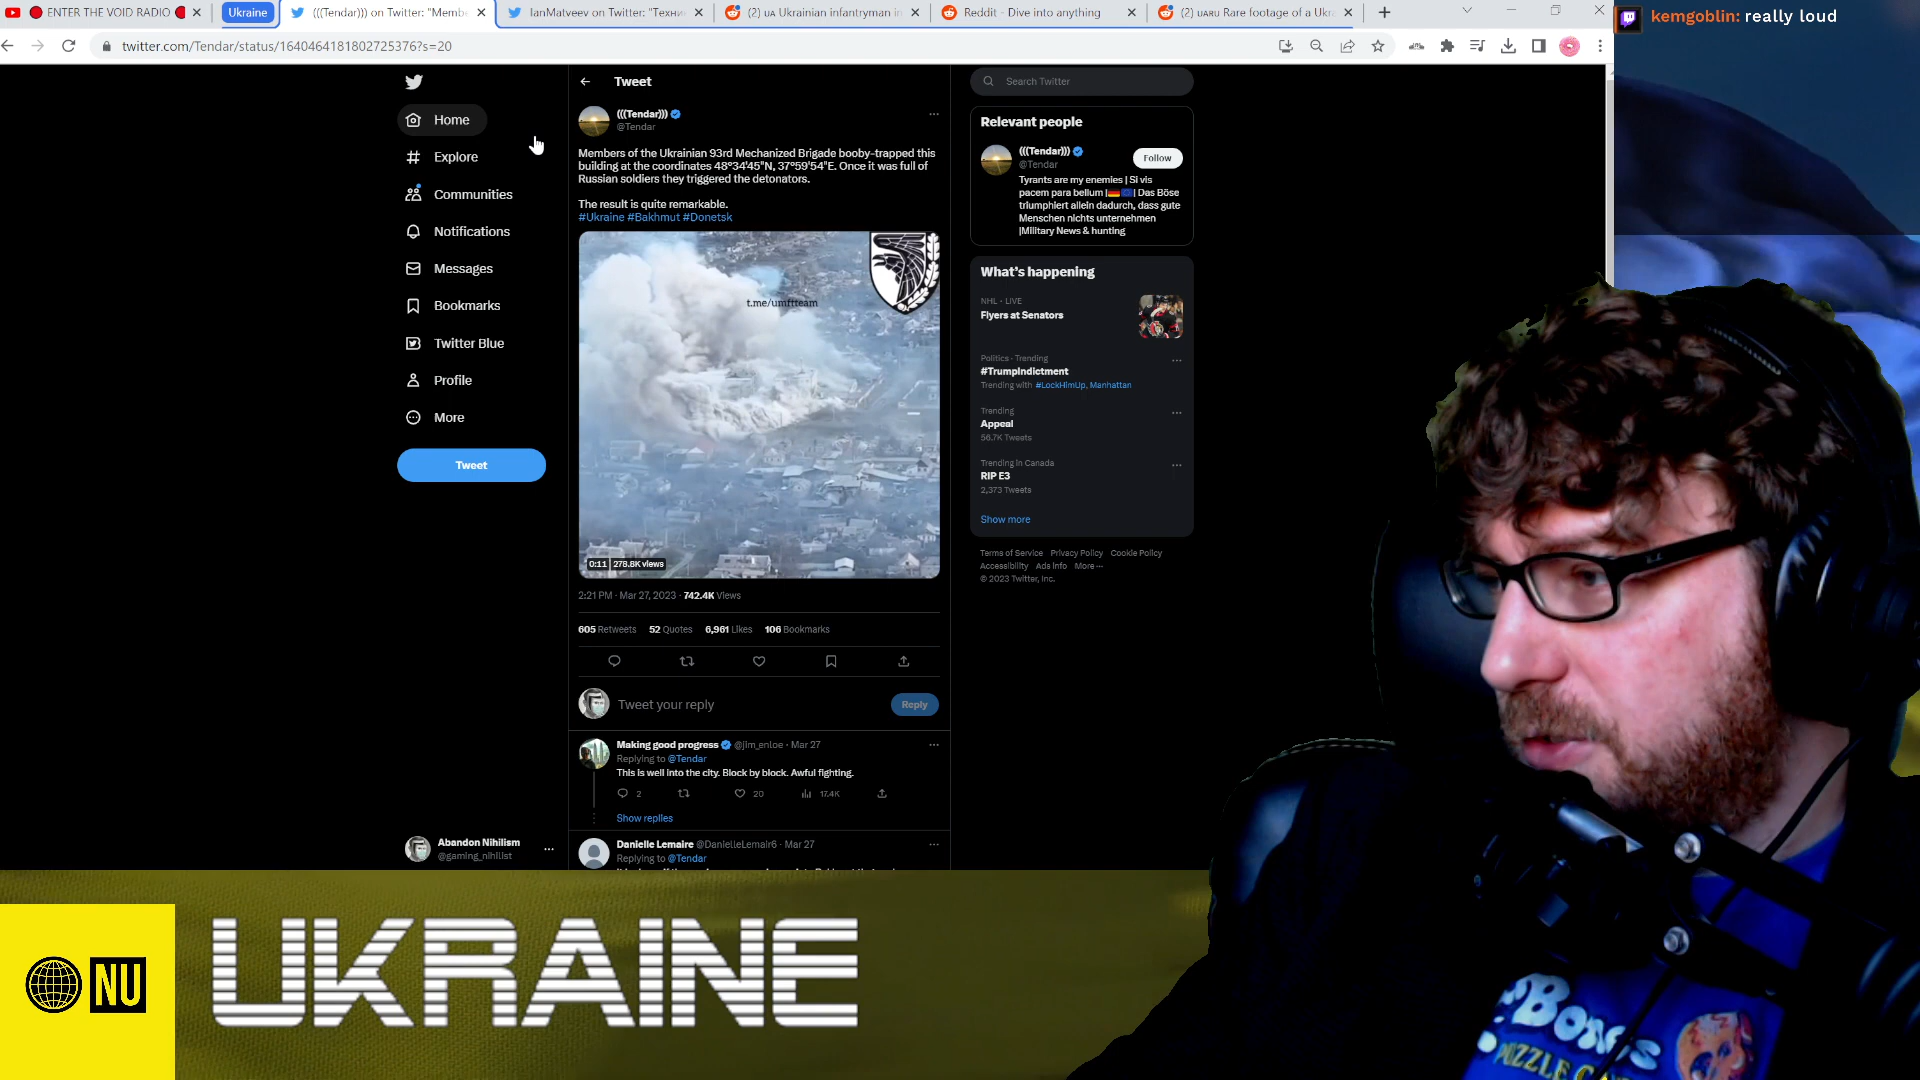 ENTER THE VOID RADIO
Ukraine
(((Tendar))) on Twitter: "Memb
IanMatveev on Twitter: "Техни
(2) UA Ukrainian infantryman in
Reddit - Dive into anything
(2) UARU Rare footage of a Ukr
kemgoblin: really loud
twitter.com/Tendar/status/1640464181802725376?s=20
Home
Explore
Communities
Notifications
Messages
Bookmarks
Twitter Blue
Profile
More
Tweet
Abandon Nihilism
@gaming_nihilist
Tweet
(((Tendar)))
@Tendar
Members of the Ukrainian 93rd Mechanized Brigade booby-trapped this
building at the coordinates 48°34'45"N, 37°59'54"E. Once it was full of
Russian soldiers they triggered the detonators.
The result is quite remarkable.
#Ukraine #Bakhmut #Donetsk
t.me/umftteam
0:11 278.8K views
2:21 PM · Mar 27, 2023 · 742.4K Views
605 Retweets 52 Quotes 6,961 Likes 106 Bookmarks
Tweet your reply
Reply
Making good progress @jim_enloe · Mar 27
Replying to @Tendar
This is well into the city. Block by block. Awful fighting.
2 20 17.4K
Show replies
Danielle Lemaire @DanielleLemair6 · Mar 27
Replying to @Tendar
Search Twitter
Relevant people
(((Tendar)))
@Tendar
Follow
Tyrants are my enemies | Si vis
pacem para bellum |🇩🇪🇪🇺| Das Böse
triumphiert allein dadurch, dass gute
Menschen nichts unternehmen
|Military News & hunting
What's happening
NHL · LIVE
Flyers at Senators
Politics · Trending
#TrumpIndictment
Trending with #LockHimUp, Manhattan
Trending
Appeal
56.7K Tweets
Trending in Canada
RIP E3
2,373 Tweets
Show more
Terms of Service Privacy Policy Cookie Policy
Accessibility Ads info More ···
© 2023 Twitter, Inc.
NU
UKRAINE